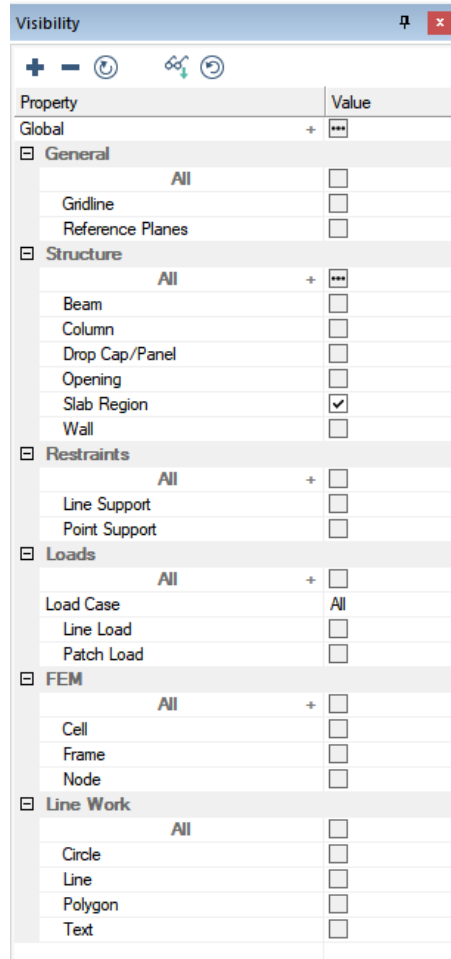 Visibility
Property Value
Global +
General
All
Gridline
Reference Planes
Structure
All +
Beam
Column
Drop Cap/Panel
Opening
Slab Region
Wall
Restraints
All +
Line Support
Point Support
Loads
All +
Load Case All
Line Load
Patch Load
FEM
All +
Cell
Frame
Node
Line Work
All
Circle
Line
Polygon
Text